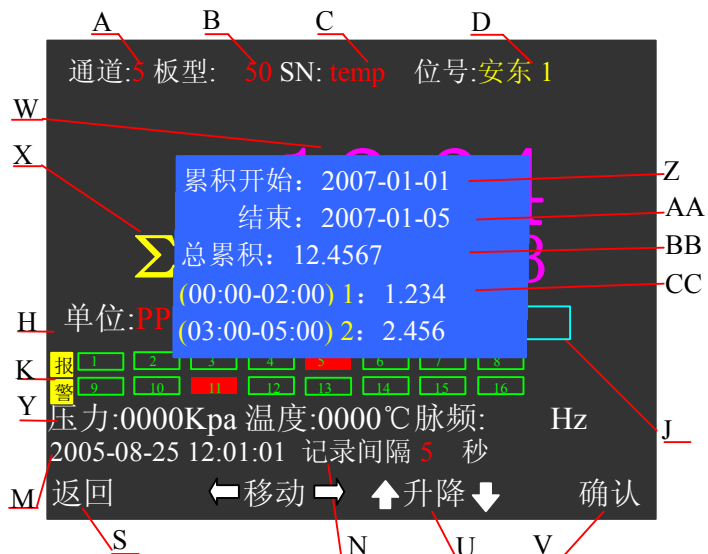 A B C D
通道:5 板型: 50 SN: temp 位号:安东 1
W
X
累积开始：2007-01-01
Z
结束：2007-01-05
AA
Σ
总累积：12.4567
BB
(00:00-02:00) 1：1.234
CC
H
单位:PP
(03:00-05:00) 2：2.456
报 1 2 3 4 5 6 7 8
K
警 9 10 11 12 13 14 15 16
Y
压力:0000Kpa 温度:0000℃ 脉频: Hz
J
2005-08-25 12:01:01 记录间隔 5 秒
M
返回 移动 升降 确认
S N U V